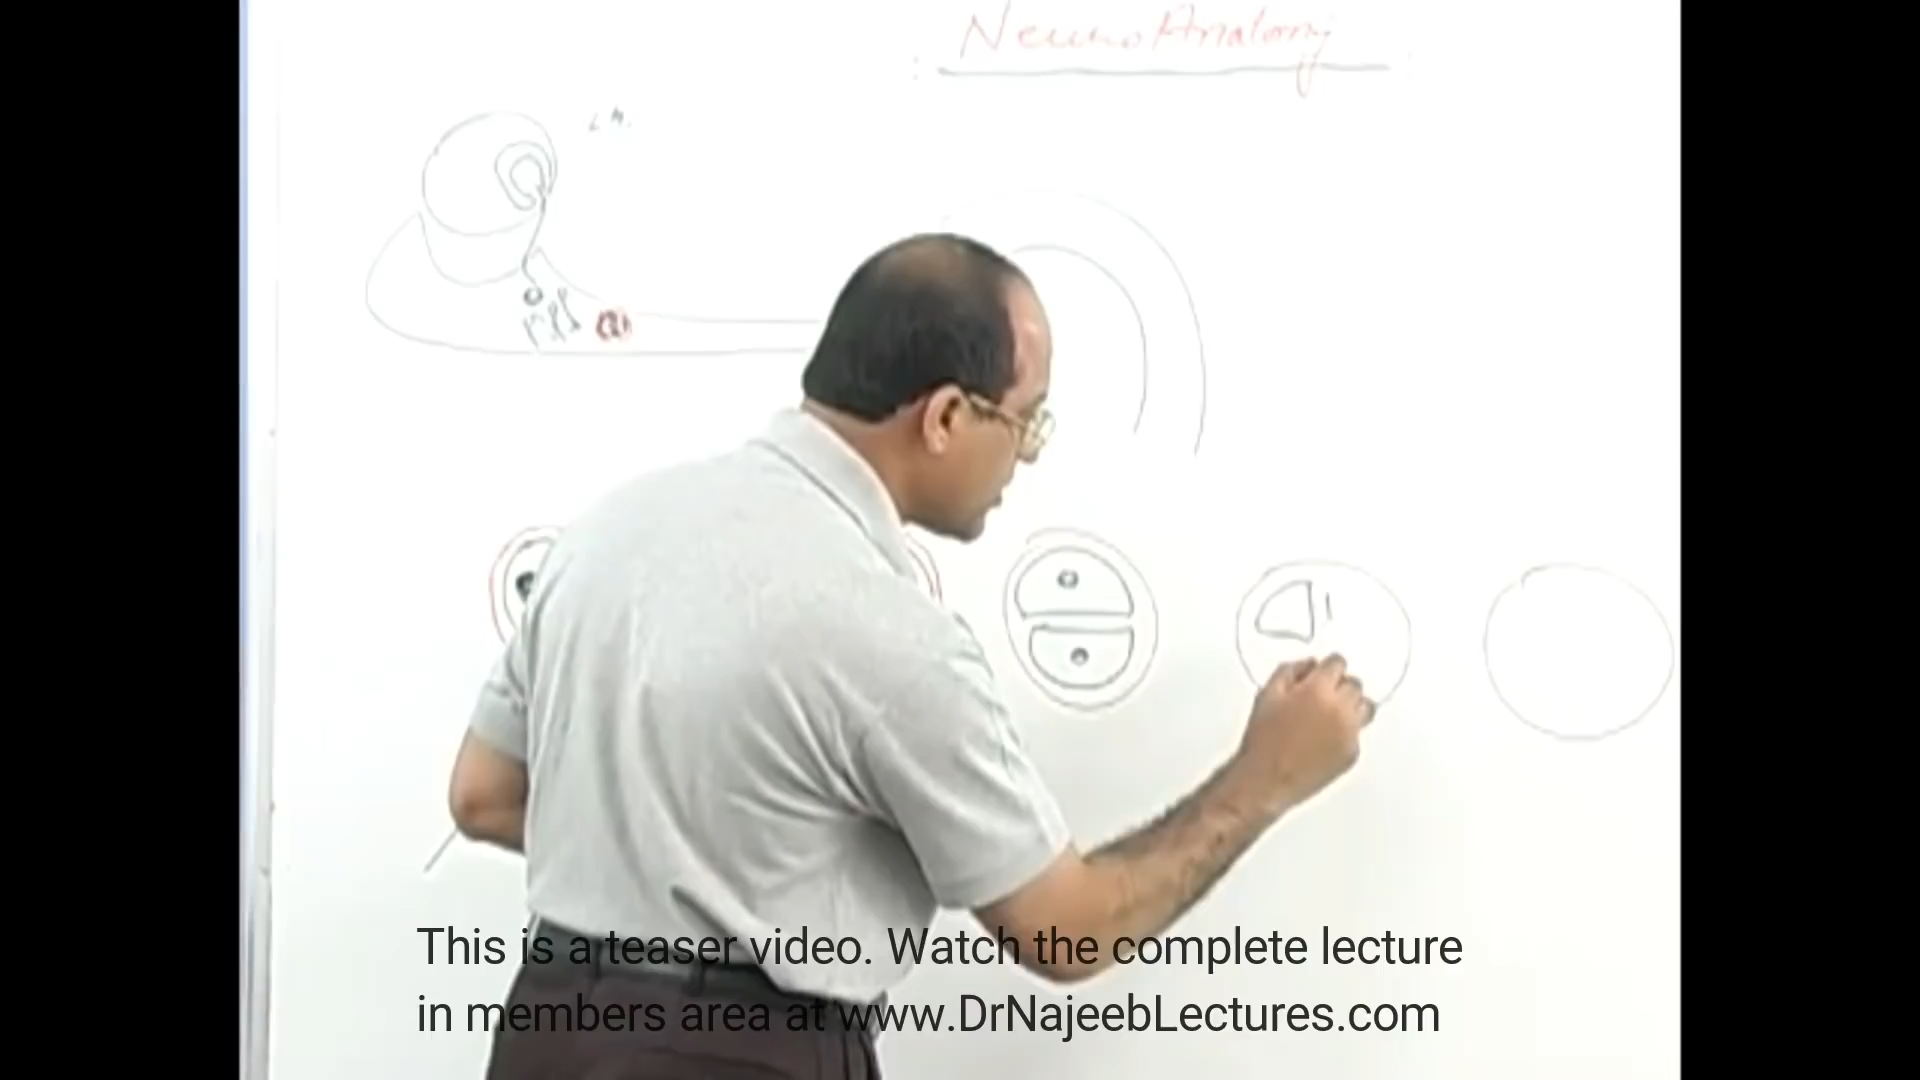 Neuro Anatomy
This is a teaser video. Watch the complete lecture
in members area at www.DrNajeebLectures.com